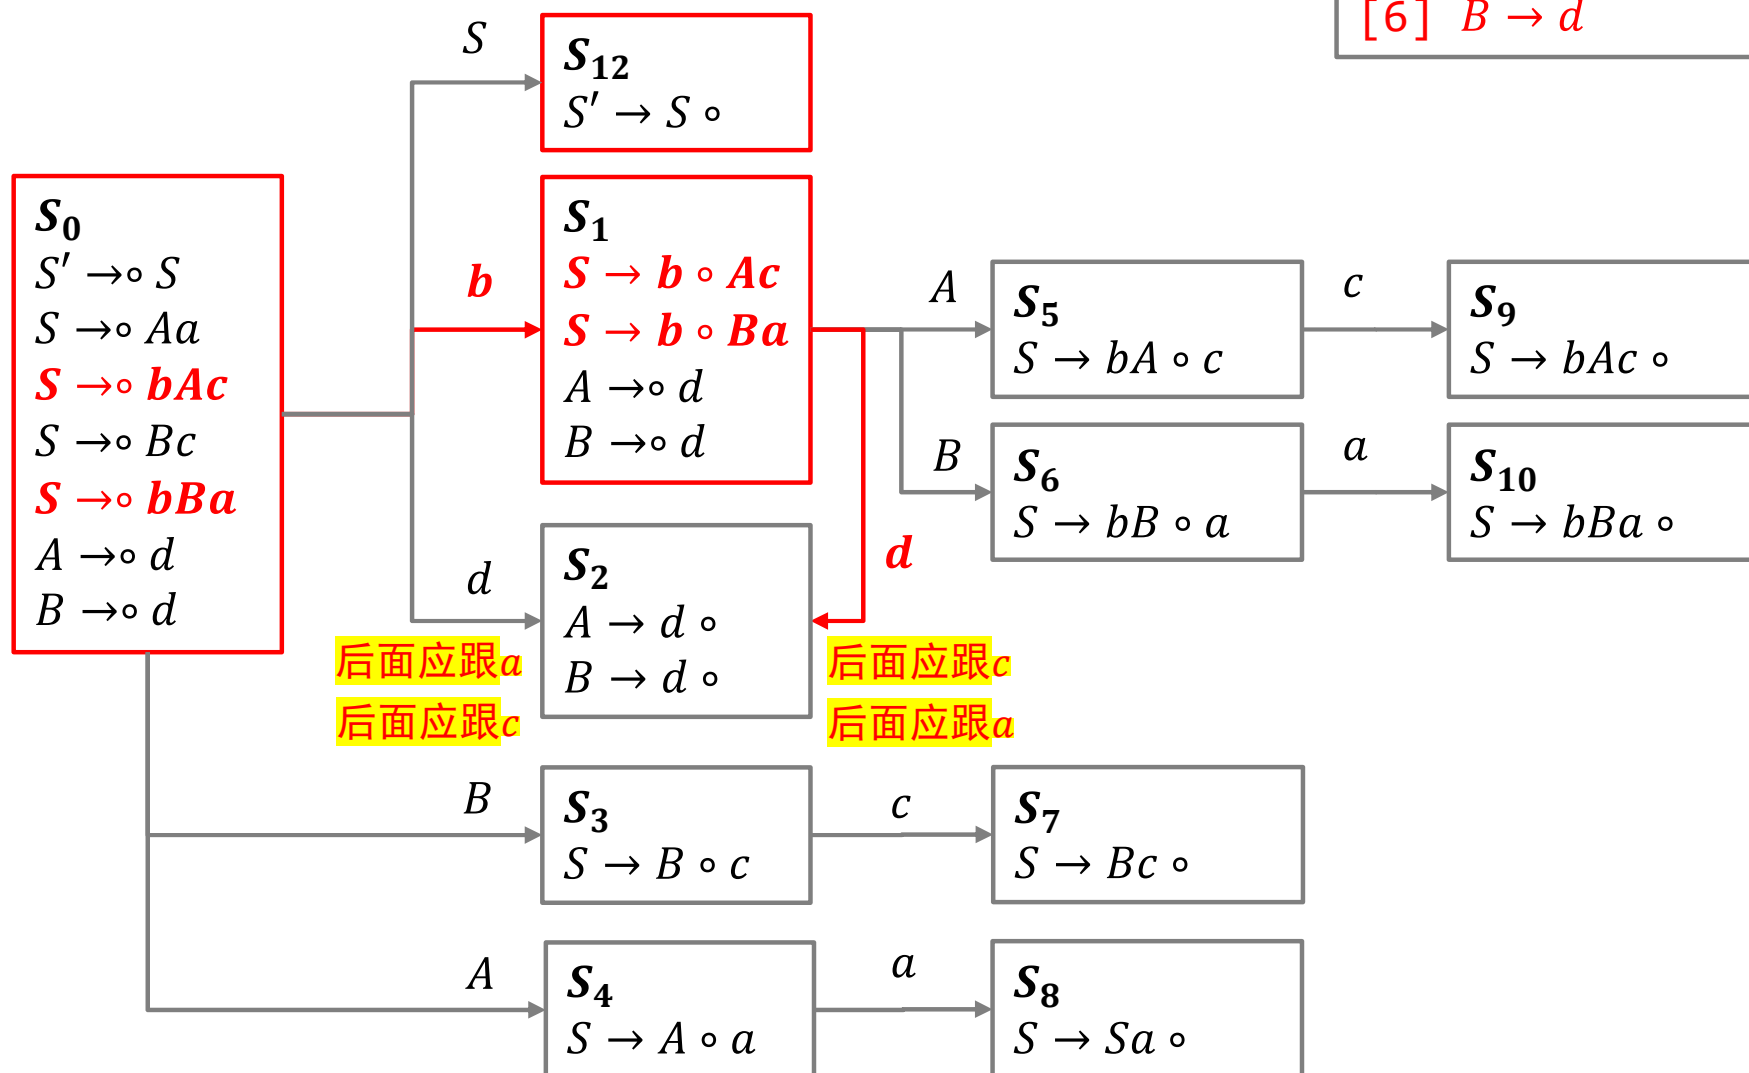 [6] B → d
S
S₁₂
S′ → S ∘
S₀
S′ →∘ S
S →∘ Aa
S →∘ bAc
S →∘ Bc
S →∘ bBa
A →∘ d
B →∘ d
b
S₁
S → b ∘ Ac
S → b ∘ Ba
A →∘ d
B →∘ d
A
S₅
S → bA ∘ c
c
S₉
S → bAc ∘
B
S₆
S → bB ∘ a
a
S₁₀
S → bBa ∘
d
S₂
A → d ∘
B → d ∘
d
后面应跟a
后面应跟c
后面应跟c
后面应跟a
B
S₃
S → B ∘ c
c
S₇
S → Bc ∘
A
S₄
S → A ∘ a
a
S₈
S → Sa ∘